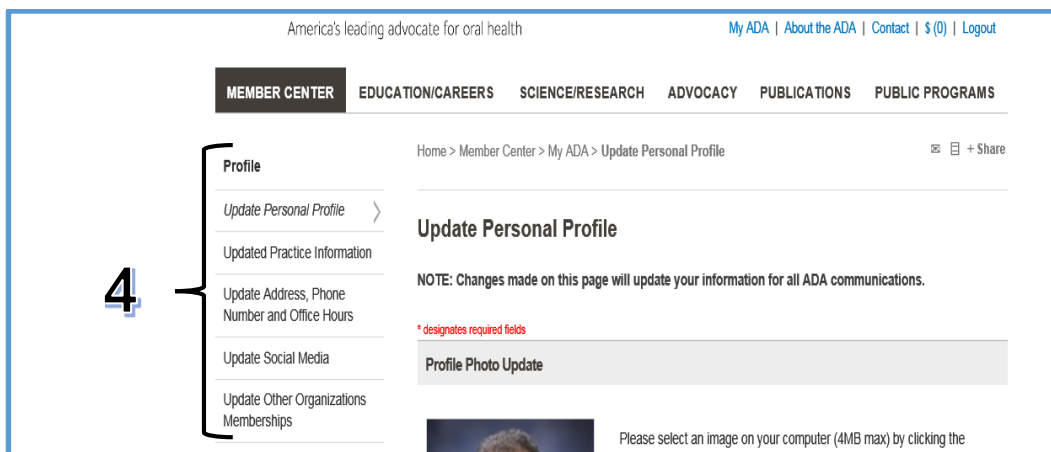 America's leading advocate for oral health
My ADA | About the ADA | Contact | $ (0) | Logout
MEMBER CENTER EDUCATION/CAREERS SCIENCE/RESEARCH ADVOCACY PUBLICATIONS PUBLIC PROGRAMS
Home > Member Center > My ADA > Update Personal Profile
+ Share
4
Profile
Update Personal Profile
Updated Practice Information
Update Address, Phone
Number and Office Hours
Update Social Media
Update Other Organizations
Memberships
Update Personal Profile
NOTE: Changes made on this page will update your information for all ADA communications.
* designates required fields
Profile Photo Update
Please select an image on your computer (4MB max) by clicking the